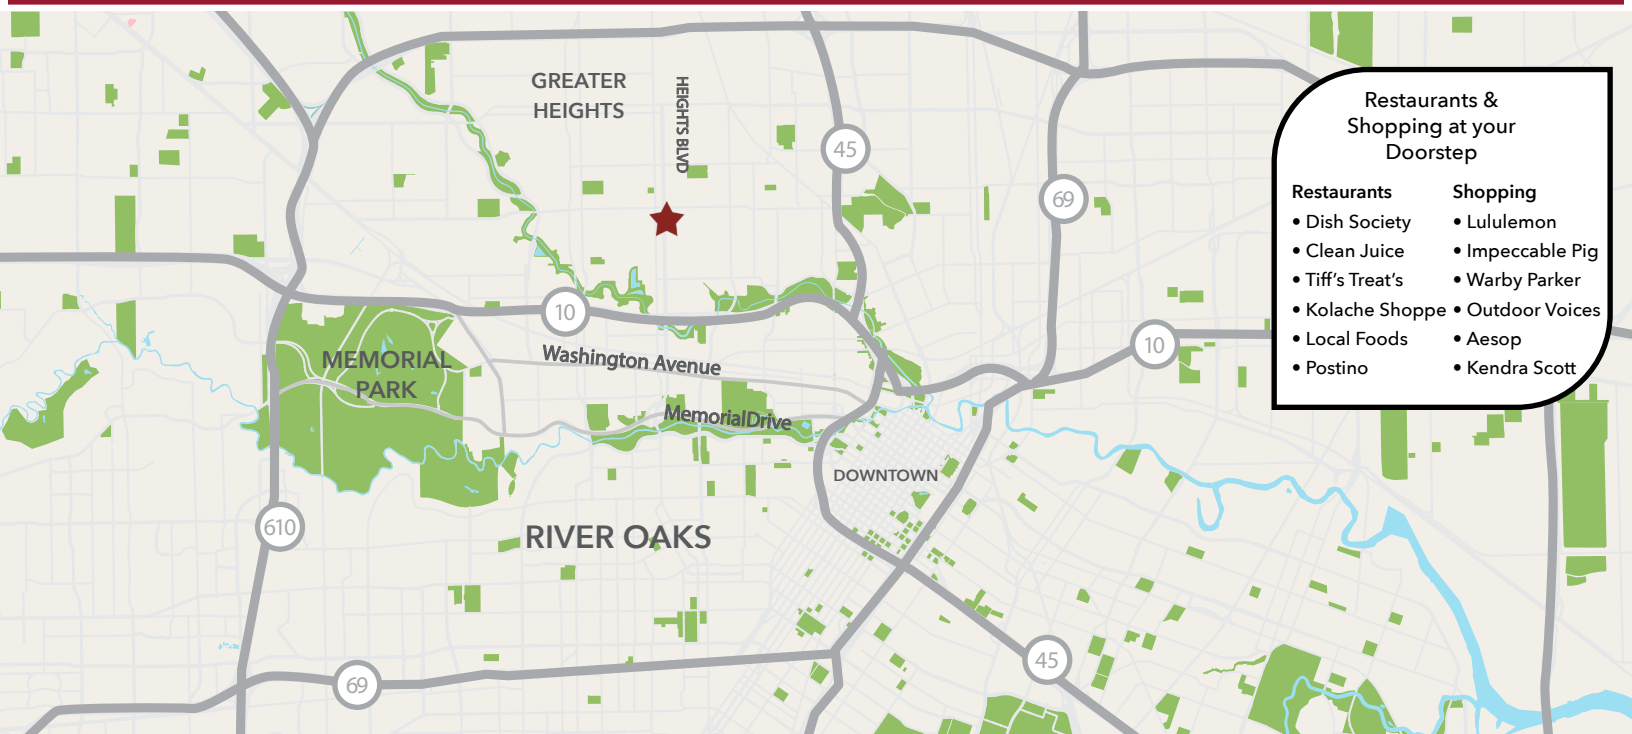 GREATER
HEIGHTS
HEIGHTS BLVD
45
69
10
10
Washington Avenue
MEMORIAL
PARK
MemorialDrive
DOWNTOWN
610
RIVER OAKS
45
69
Restaurants &
Shopping at your
Doorstep
Restaurants
• Dish Society
• Clean Juice
• Tiff's Treat's
• Kolache Shoppe
• Local Foods
• Postino
Shopping
• Lululemon
• Impeccable Pig
• Warby Parker
• Outdoor Voices
• Aesop
• Kendra Scott